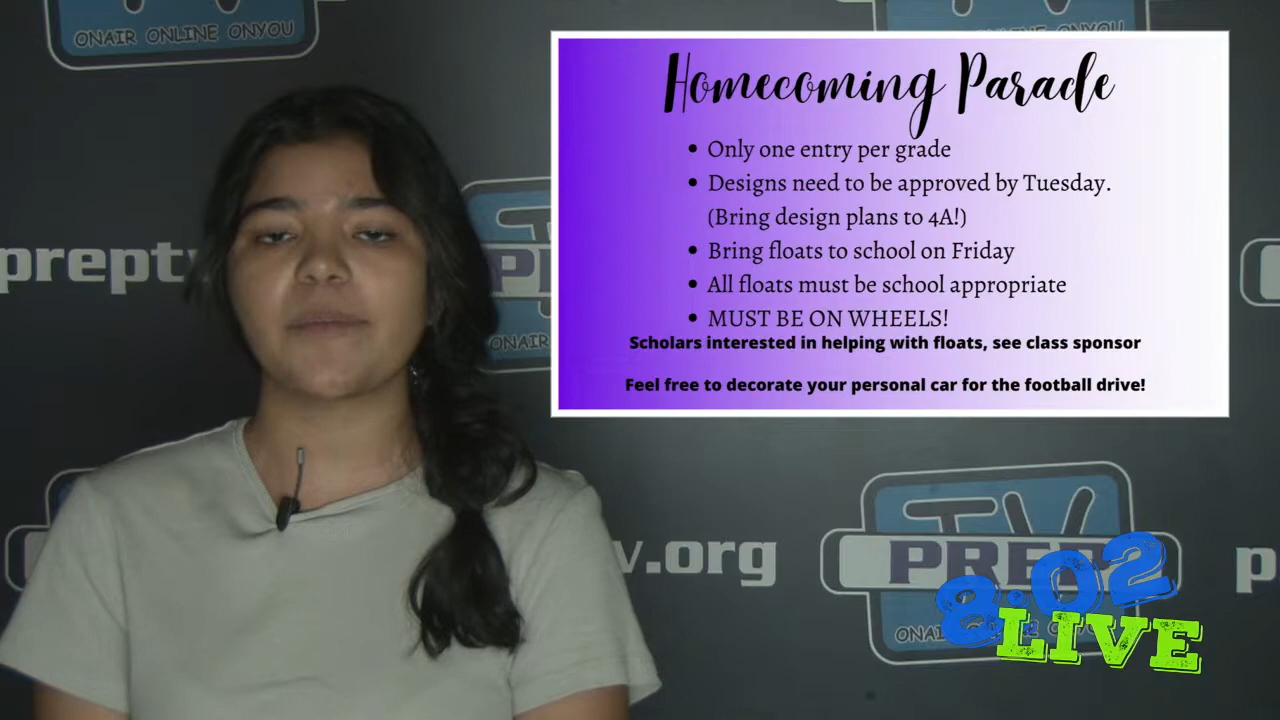 ONAIR ONLINE ONYOU
Homecoming Parade
• Only one entry per grade
• Designs need to be approved by Tuesday.
(Bring design plans to 4A!)
• Bring floats to school on Friday
• All floats must be school appropriate
• MUST BE ON WHEELS!
Scholars interested in helping with floats, see class sponsor
Feel free to decorate your personal car for the football drive!
preptv
v.org
TV
PREP
8:02
LIVE